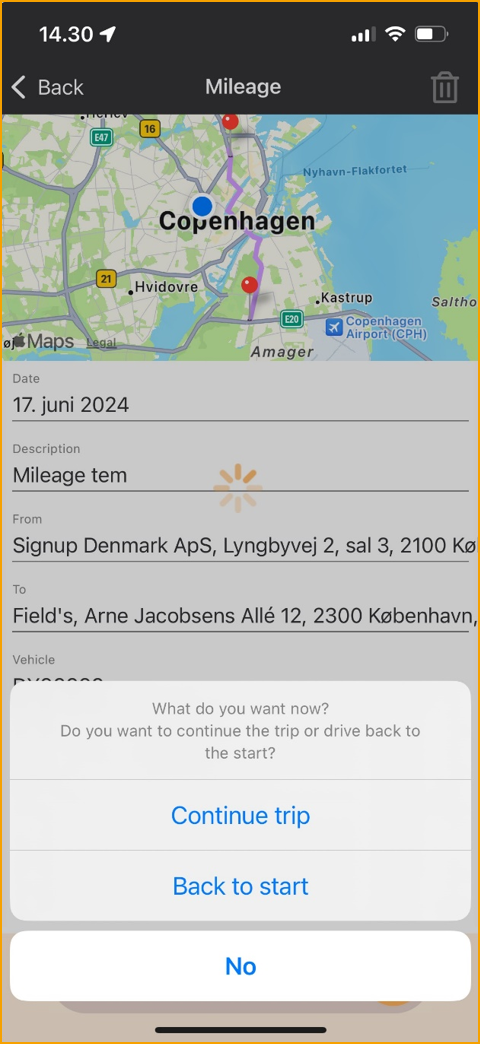 14.30
Back
Mileage
16
E47
Nyhavn-Flakfortet
Copenhagen
21
Hvidovre
Kastrup
Saltho
E20
Copenhagen
Airport (CPH)
Maps
Legal
Amager
Date
17. juni 2024
Description
Mileage tem
From
Signup Denmark ApS, Lyngbyvej 2, sal 3, 2100 Kø
To
Field's, Arne Jacobsens Allé 12, 2300 København,
Vehicle
What do you want now?
Do you want to continue the trip or drive back to
the start?
Continue trip
Back to start
No